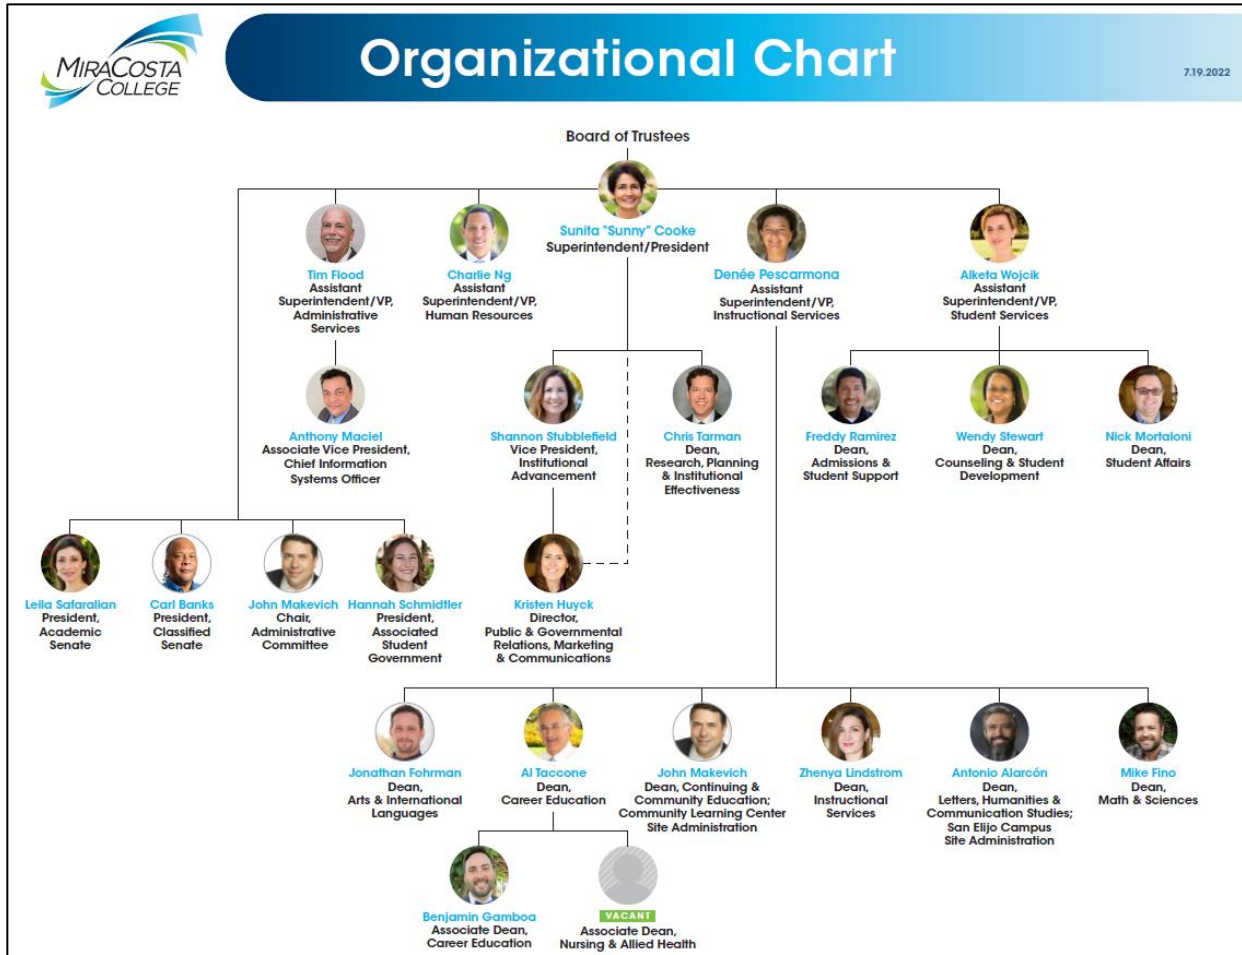 MIRACOSTA
COLLEGE
Organizational Chart
7.19.2022
Board of Trustees
Sunita "Sunny" Cooke
Superintendent/President
Tim Flood
Assistant
Superintendent/VP,
Administrative
Services
Charlie Ng
Assistant
Superintendent/VP,
Human Resources
Denée Pescarmona
Assistant
Superintendent/VP,
Instructional Services
Alketa Wojcik
Assistant
Superintendent/VP,
Student Services
Anthony Maciel
Associate Vice President,
Chief Information
Systems Officer
Shannon Stubblefield
Vice President,
Institutional
Advancement
Chris Tarman
Dean,
Research, Planning
& Institutional
Effectiveness
Freddy Ramirez
Dean,
Admissions &
Student Support
Wendy Stewart
Dean,
Counseling & Student
Development
Nick Mortaloni
Dean,
Student Affairs
Leila Safaralian
President,
Academic
Senate
Carl Banks
President,
Classified
Senate
John Makevich
Chair,
Administrative
Committee
Hannah Schmidtler
President,
Associated
Student
Government
Kristen Huyck
Director,
Public & Governmental
Relations, Marketing
& Communications
Jonathan Fohrman
Dean,
Arts & International
Languages
Al Taccone
Dean,
Career Education
John Makevich
Dean, Continuing &
Community Education;
Community Learning Center
Site Administration
Zhenya Lindstrom
Dean,
Instructional
Services
Antonio Alarcón
Dean,
Letters, Humanities &
Communication Studies;
San Elijo Campus
Site Administration
Mike Fino
Dean,
Math & Sciences
Benjamin Gamboa
Associate Dean,
Career Education
VACANT
Associate Dean,
Nursing & Allied Health